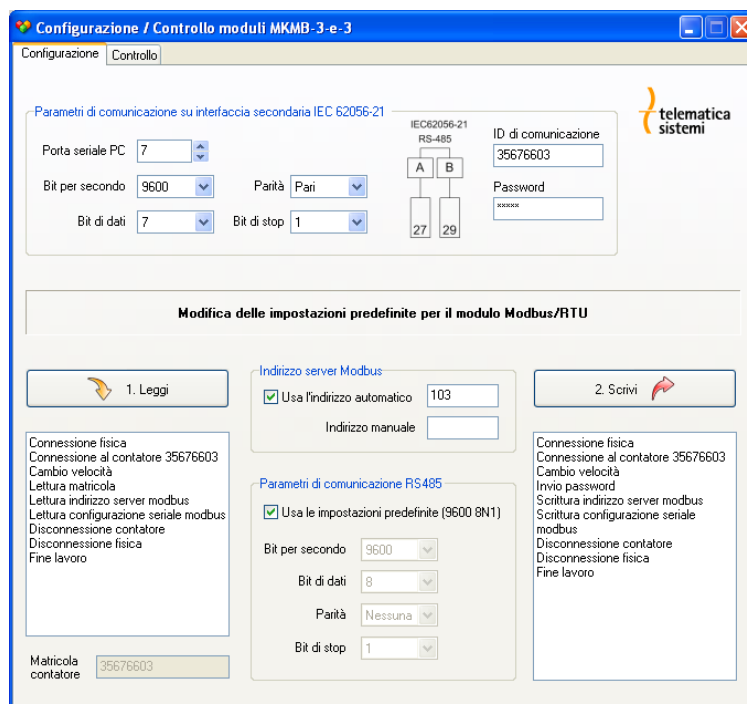 Configurazione / Controllo moduli MKMB-3-e-3
Configurazione
Controllo
Parametri di comunicazione su interfaccia secondaria IEC 62056-21
Porta seriale PC
7
Bit per secondo
9600
Parità
Pari
Bit di dati
7
Bit di stop
1
IEC62056-21
RS-485
A
B
27
29
ID di comunicazione
35676603
Password
xxxxx
telematica
sistemi
Modifica delle impostazioni predefinite per il modulo Modbus/RTU
1. Leggi
Connessione fisica
Connessione al contatore 35676603
Cambio velocità
Lettura matricola
Lettura indirizzo server modbus
Lettura configurazione seriale modbus
Disconnessione contatore
Disconnessione fisica
Fine lavoro
Matricola
contatore
35676603
Indirizzo server Modbus
Usa l'indirizzo automatico
103
Indirizzo manuale
Parametri di comunicazione RS485
Usa le impostazioni predefinite (9600 8N1)
Bit per secondo
9600
Bit di dati
8
Parità
Nessuna
Bit di stop
1
2. Scrivi
Connessione fisica
Connessione al contatore 35676603
Cambio velocità
Invio password
Scrittura indirizzo server modbus
Scrittura configurazione seriale
modbus
Disconnessione contatore
Disconnessione fisica
Fine lavoro